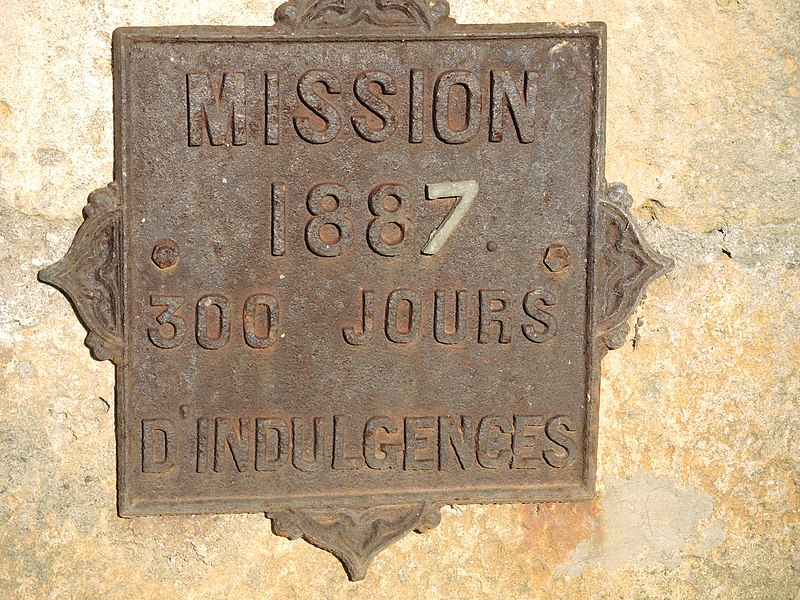 MISSION
1887
300 JOURS
D'INDULGENCES